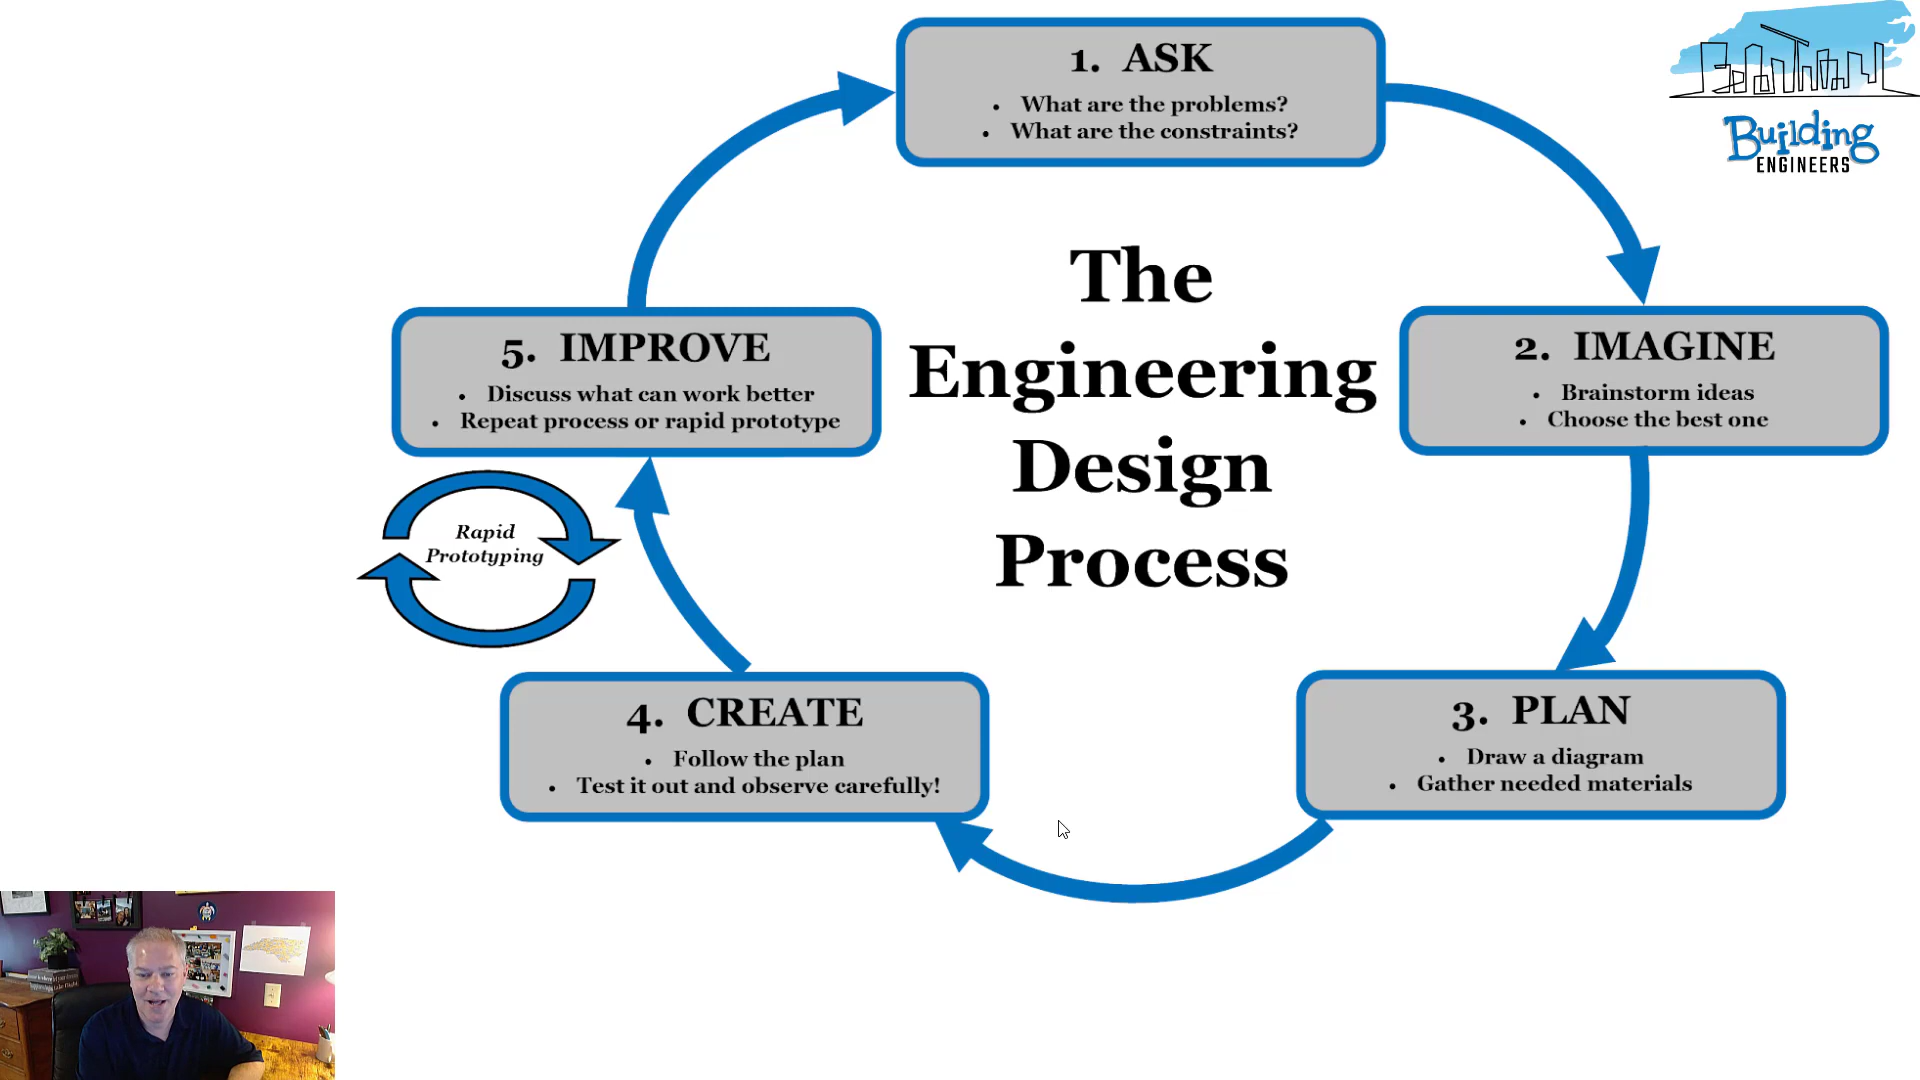 1. ASK
• What are the problems?
• What are the constraints?
Building
ENGINEERS
The
Engineering
Design
Process
5. IMPROVE
• Discuss what can work better
• Repeat process or rapid prototype
2. IMAGINE
• Brainstorm ideas
• Choose the best one
Rapid
Prototyping
4. CREATE
• Follow the plan
• Test it out and observe carefully!
3. PLAN
• Draw a diagram
• Gather needed materials